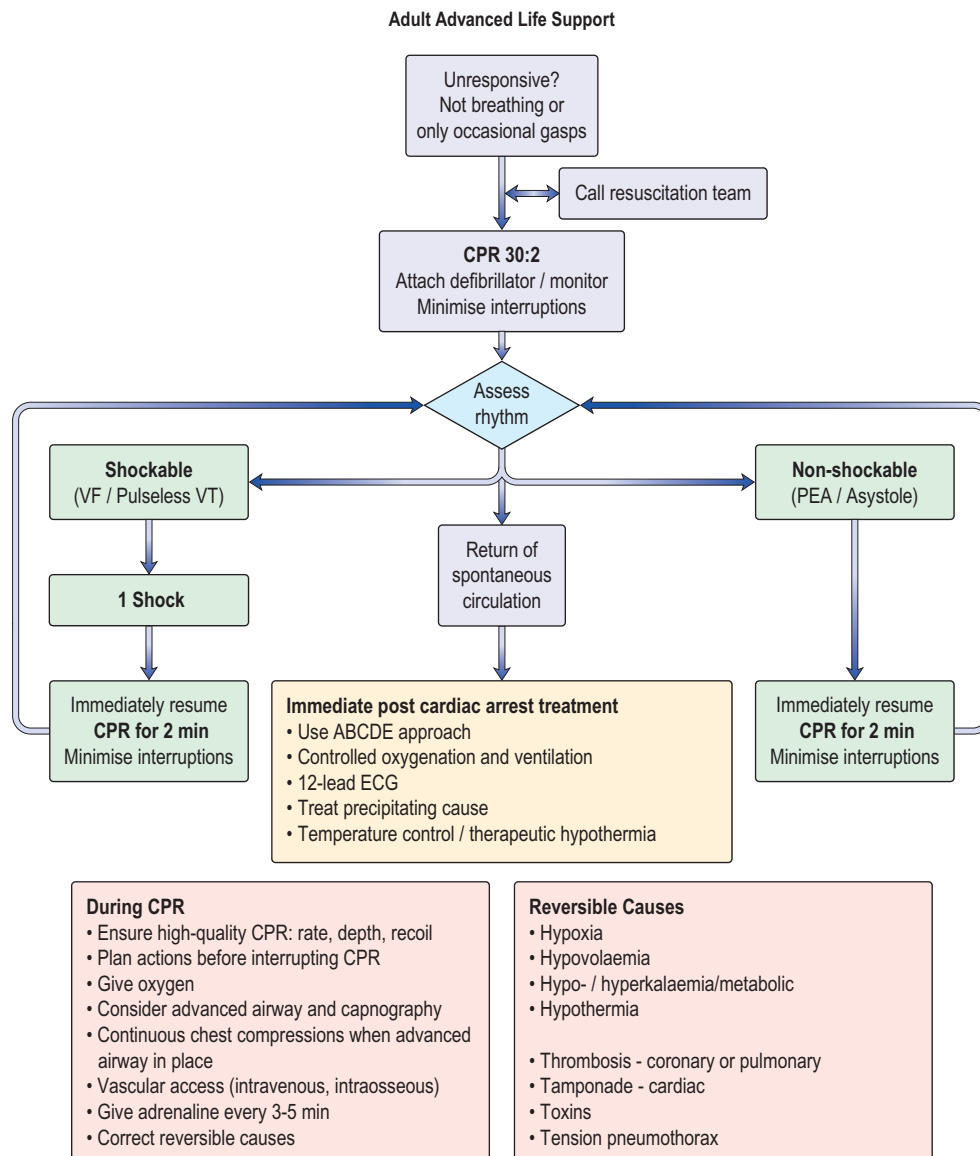 Adult Advanced Life Support
Unresponsive?
Not breathing or
only occasional gasps
Call resuscitation team
CPR 30:2
Attach defibrillator / monitor
Minimise interruptions
Assess
rhythm
Shockable
(VF / Pulseless VT)
Non-shockable
(PEA / Asystole)
Return of
spontaneous
circulation
1 Shock
Immediately resume
CPR for 2 min
Minimise interruptions
Immediate post cardiac arrest treatment
• Use ABCDE approach
• Controlled oxygenation and ventilation
• 12-lead ECG
• Treat precipitating cause
• Temperature control / therapeutic hypothermia
Immediately resume
CPR for 2 min
Minimise interruptions
During CPR
• Ensure high-quality CPR: rate, depth, recoil
• Plan actions before interrupting CPR
• Give oxygen
• Consider advanced airway and capnography
• Continuous chest compressions when advanced
airway in place
• Vascular access (intravenous, intraosseous)
• Give adrenaline every 3-5 min
• Correct reversible causes
Reversible Causes
• Hypoxia
• Hypovolaemia
• Hypo- / hyperkalaemia/metabolic
• Hypothermia
• Thrombosis - coronary or pulmonary
• Tamponade - cardiac
• Toxins
• Tension pneumothorax